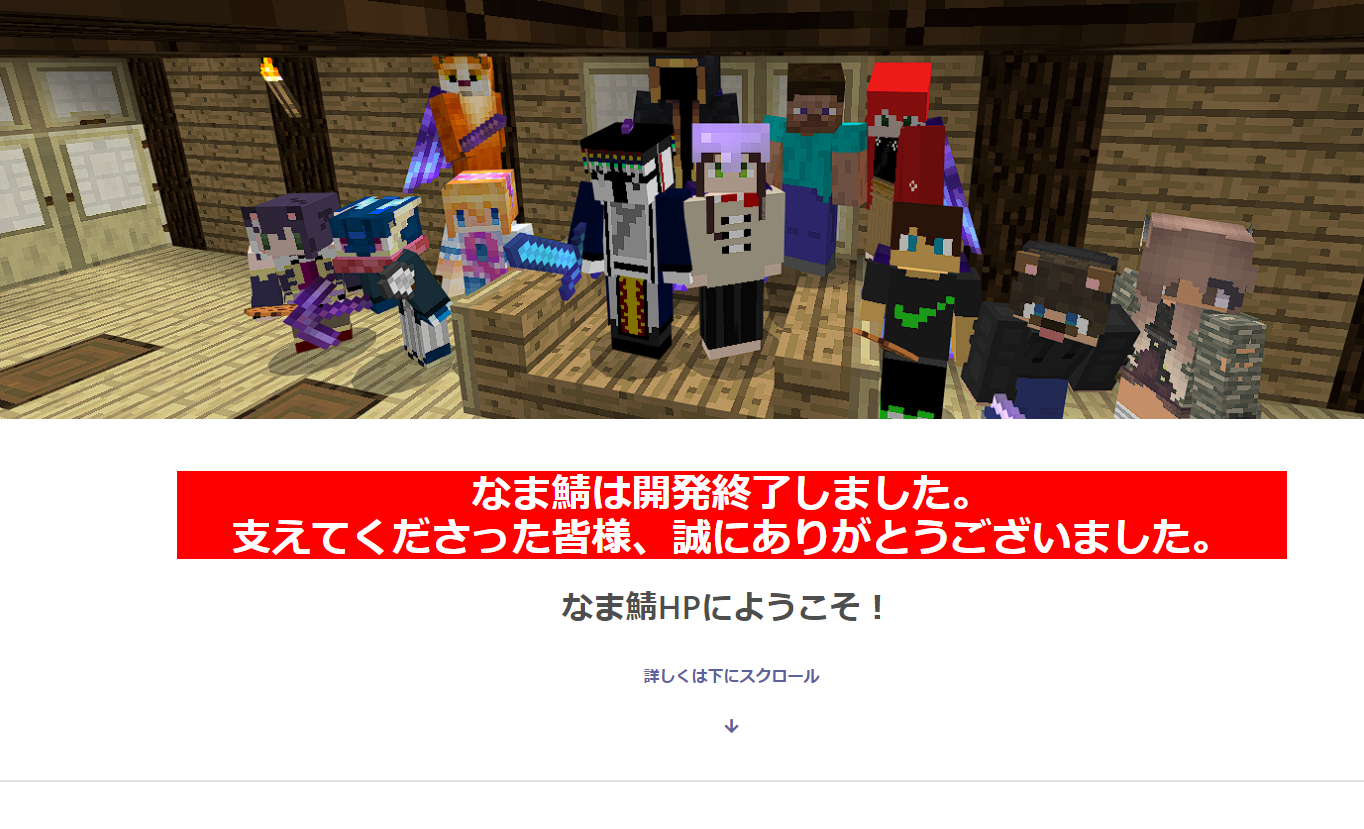 なま鯖は開発終了しました。
支えてくださった皆様、誠にありがとうございました。
なま鯖HPにようこそ！
詳しくは下にスクロール
↓